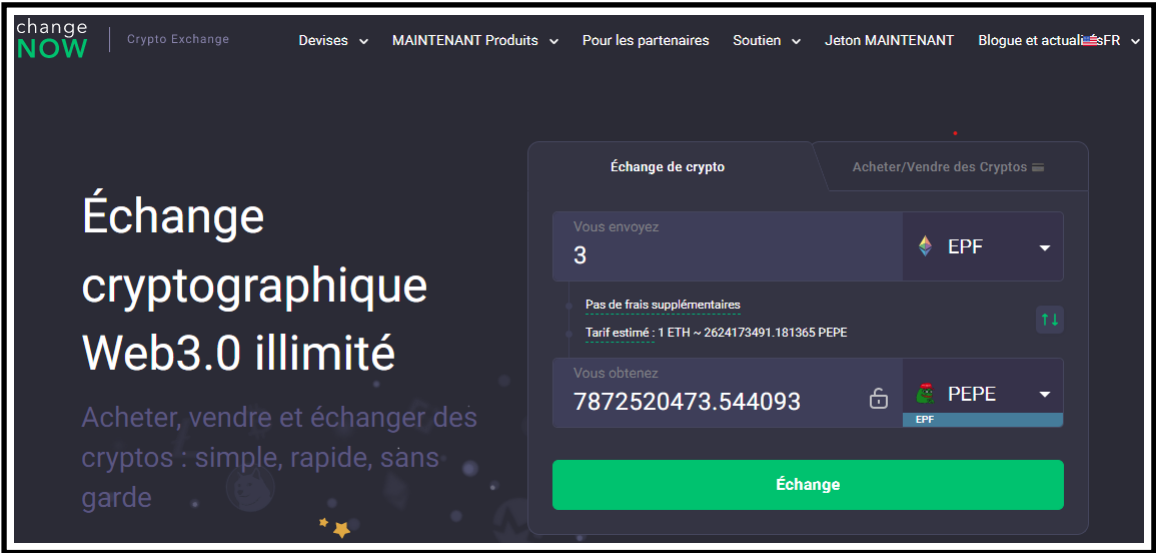 change
NOW
Crypto Exchange
Devises
MAINTENANT Produits
Pour les partenaires
Soutien
Jeton MAINTENANT
Blogue et actualités
FR
Échange de crypto
Acheter/Vendre des Cryptos
Échange
cryptographique
Web3.0 illimité
Acheter, vendre et échanger des
cryptos : simple, rapide, sans
garde
Vous envoyez
3
EPF
Pas de frais supplémentaires
Tarif estimé : 1 ETH ~ 2624173491.181365 PEPE
Vous obtenez
7872520473.544093
PEPE
EPF
Échange